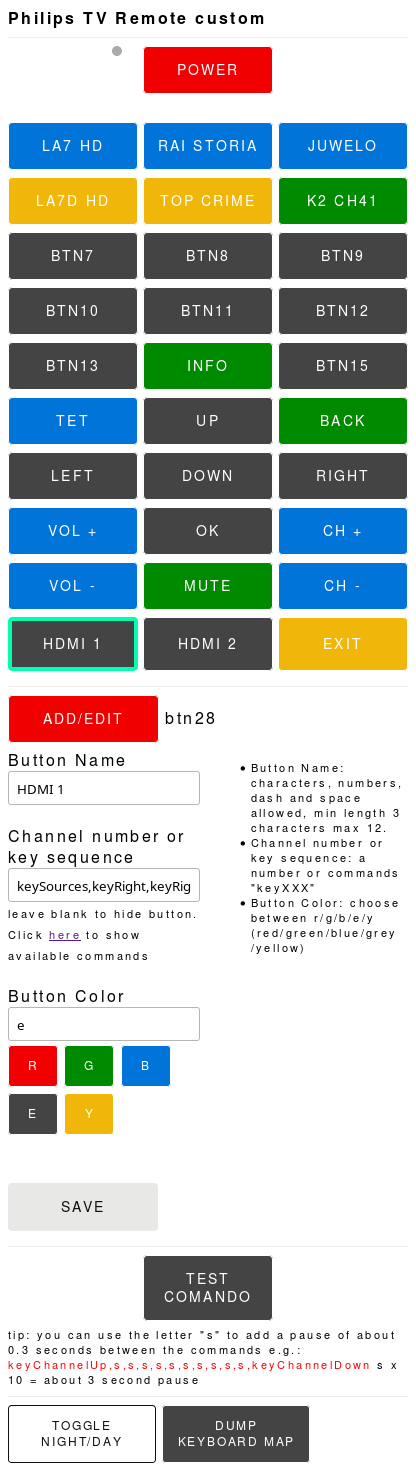 Philips TV Remote custom
POWER
LA7 HD RAI STORIA JUWELO
LA7D HD TOP CRIME K2 CH41
BTN7 BTN8 BTN9
BTN10 BTN11 BTN12
BTN13 INFO BTN15
TET UP BACK
LEFT DOWN RIGHT
VOL + OK CH +
VOL - MUTE CH -
HDMI 1 HDMI 2 EXIT
ADD/EDIT btn28
Button Name
HDMI 1
Channel number or
key sequence
keySources,keyRight,keyRig
leave blank to hide button.
Click here to show
available commands
Button Color
e
R G B
E Y
• Button Name:
characters, numbers,
dash and space
allowed, min length 3
characters max 12.
• Channel number or
key sequence: a
number or commands
"keyXXX"
• Button Color: choose
between r/g/b/e/y
(red/green/blue/grey
/yellow)
SAVE
TEST
COMANDO
tip: you can use the letter "s" to add a pause of about
0.3 seconds between the commands e.g.:
keyChannelUp,s,s,s,s,s,s,s,s,s,s,keyChannelDown s x
10 = about 3 second pause
TOGGLE
NIGHT/DAY
DUMP
KEYBOARD MAP